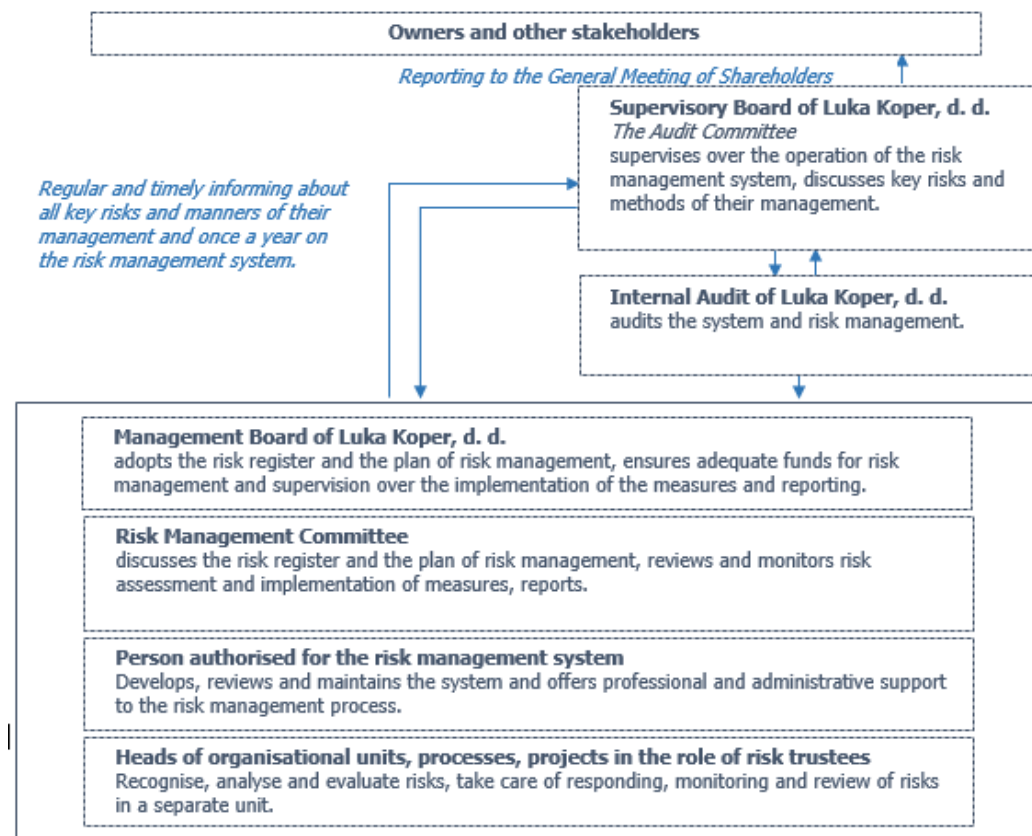 Owners and other stakeholders
Reporting to the General Meeting of Shareholders
Supervisory Board of Luka Koper, d. d.
The Audit Committee
supervises over the operation of the risk
management system, discusses key risks and
methods of their management.
Regular and timely informing about
all key risks and manners of their
management and once a year on
the risk management system.
Internal Audit of Luka Koper, d. d.
audits the system and risk management.
Management Board of Luka Koper, d. d.
adopts the risk register and the plan of risk management, ensures adequate funds for risk
management and supervision over the implementation of the measures and reporting.
Risk Management Committee
discusses the risk register and the plan of risk management, reviews and monitors risk
assessment and implementation of measures, reports.
Person authorised for the risk management system
Develops, reviews and maintains the system and offers professional and administrative support
to the risk management process.
Heads of organisational units, processes, projects in the role of risk trustees
Recognise, analyse and evaluate risks, take care of responding, monitoring and review of risks
in a separate unit.